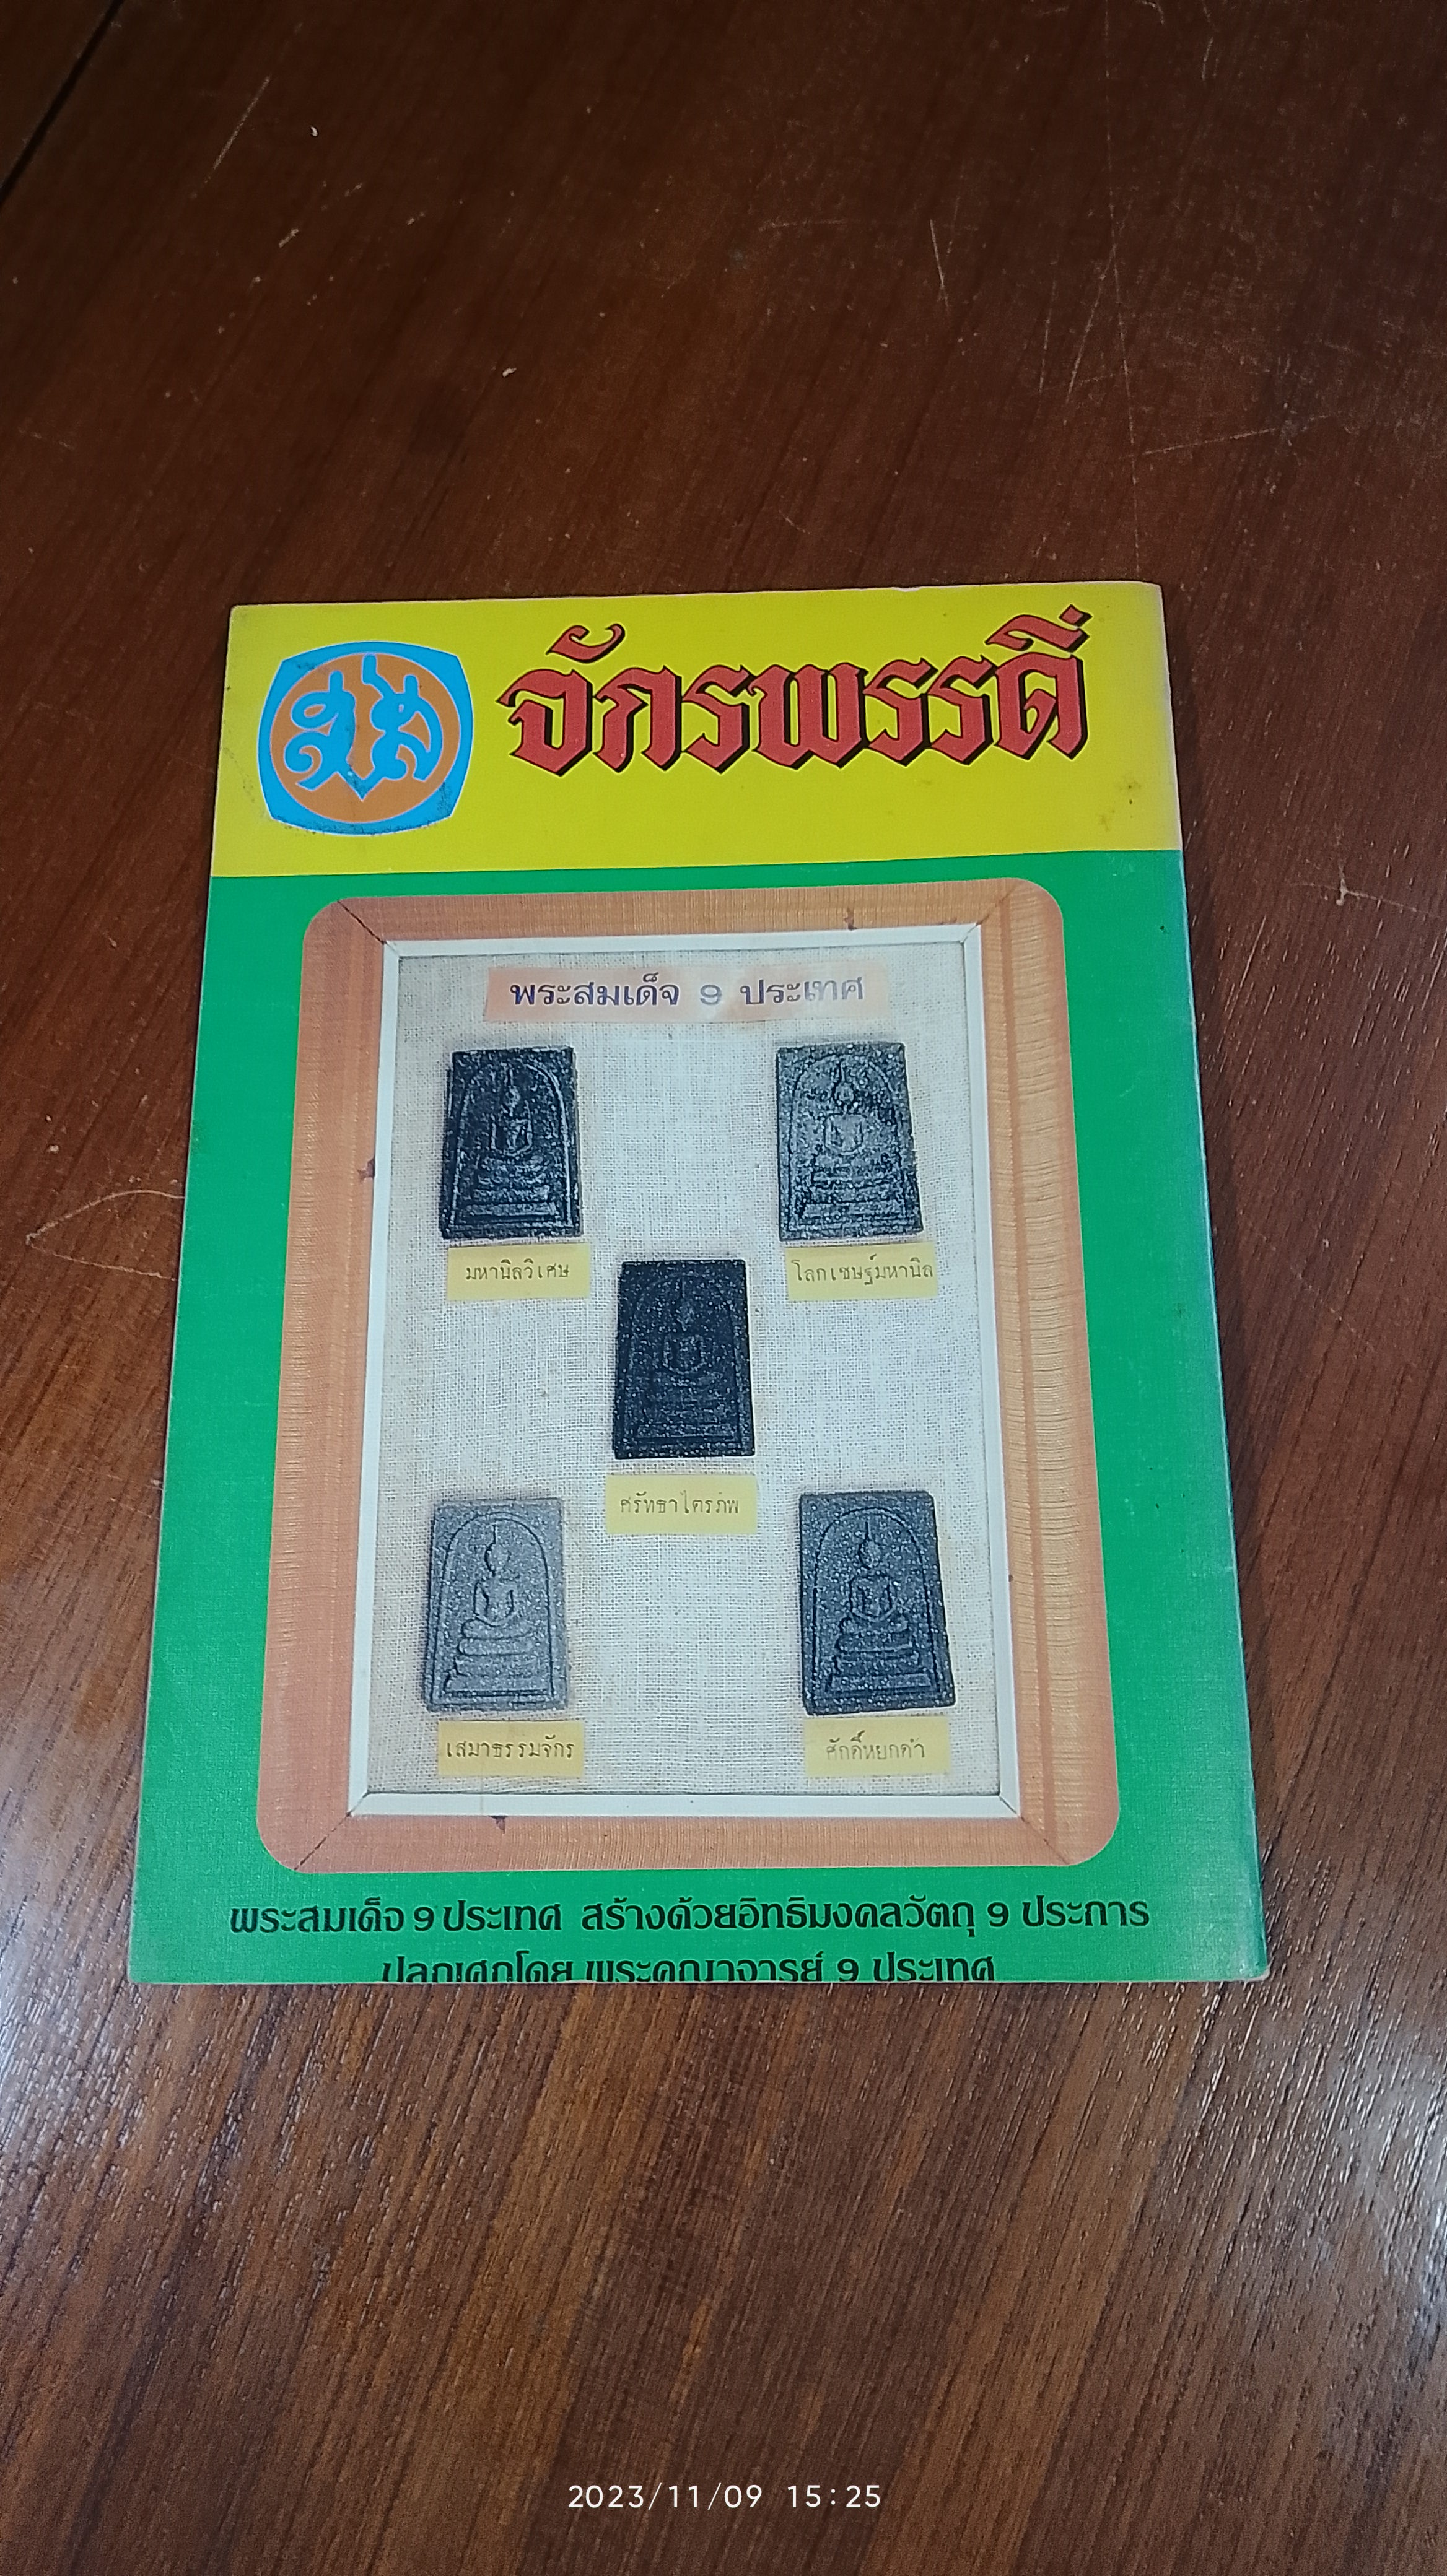 จักรพรรดิ์
พระสมเด็จ 9 ประเทศ
มหานิลวิเศษ
โลกเชษฐ์มหานิล
ศรัทธาไตรภพ
เสมาธรรมจักร
ศักดิ์หยกดำ
พระสมเด็จ 9 ประเทศ สร้างด้วยอิทธิมงคลวัตถุ 9 ประการ
ปลุกเศกโดย พระคณาจารย์ 9 ประเทศ
2023/11/09 15:25